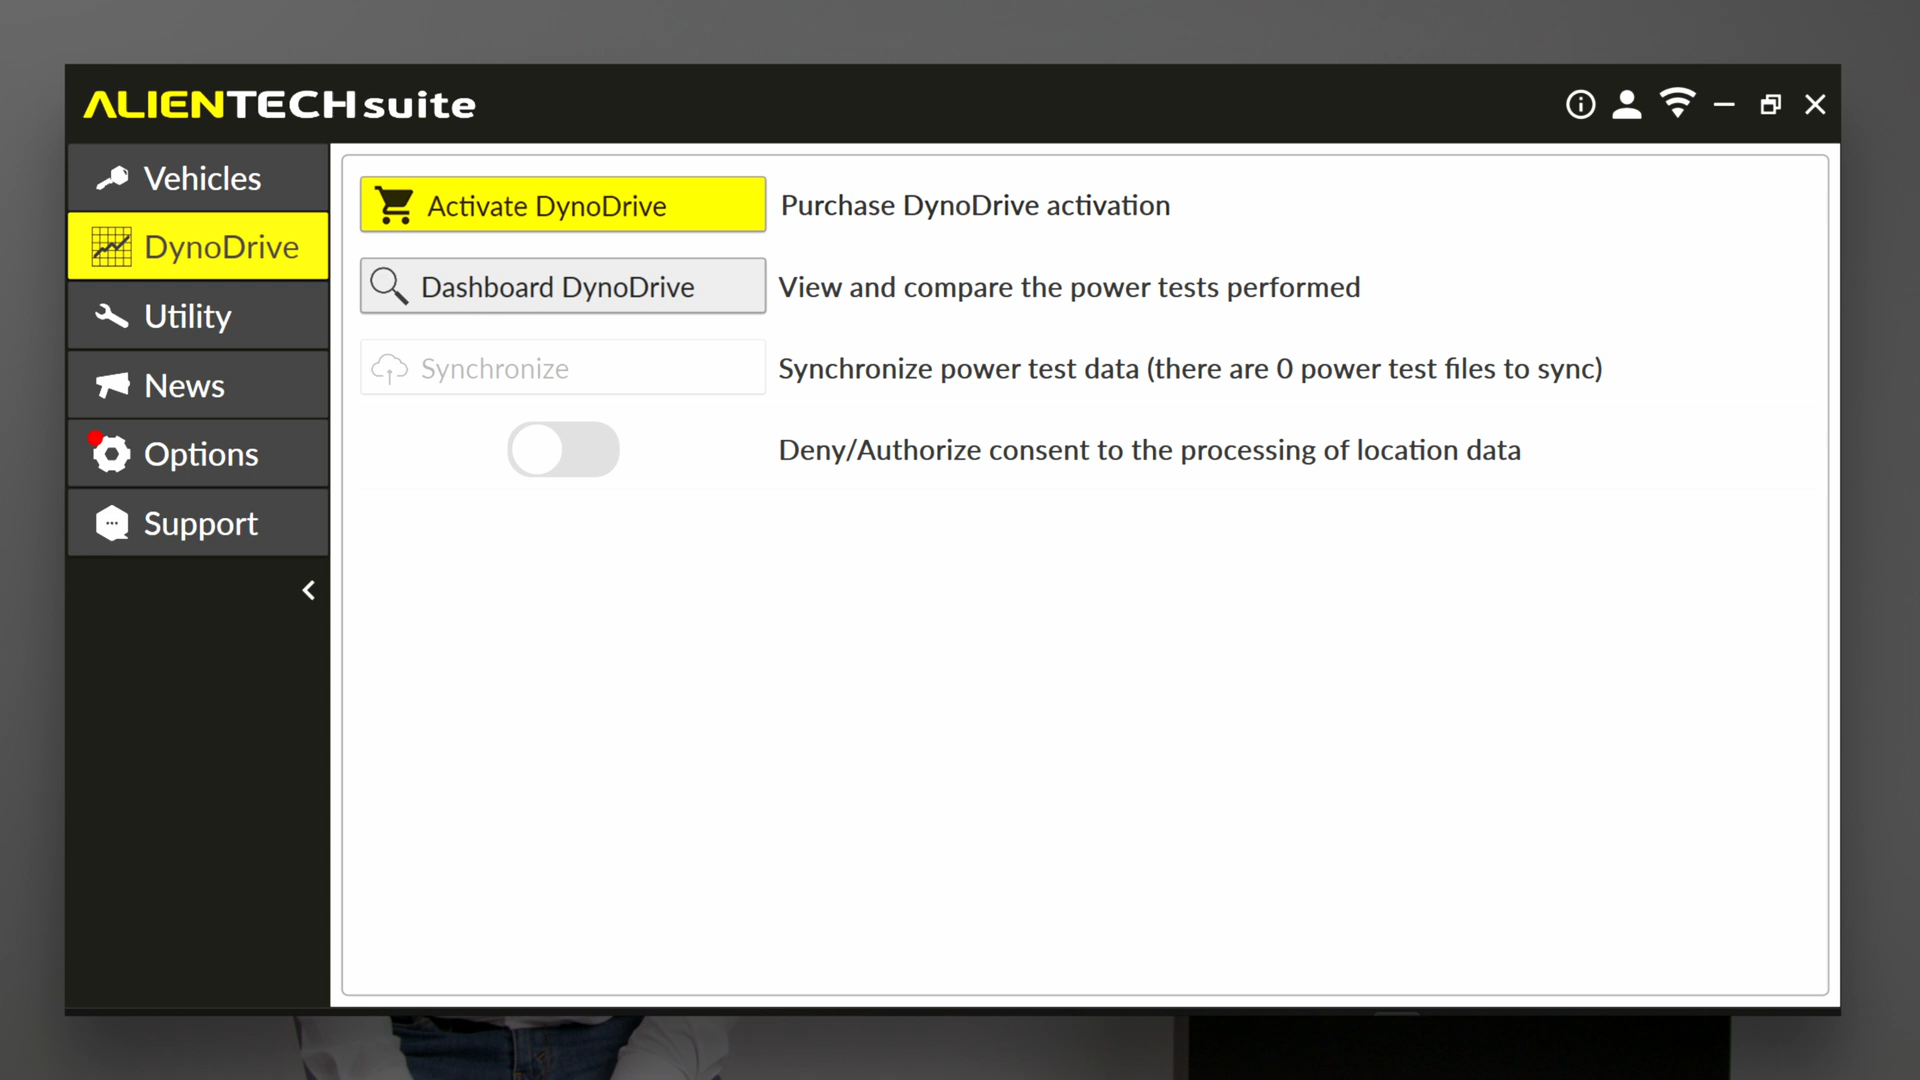 ALIENTECH suite
Vehicles
DynoDrive
Utility
News
Options
Support
Activate DynoDrive
Purchase DynoDrive activation
Dashboard DynoDrive
View and compare the power tests performed
Synchronize
Synchronize power test data (there are 0 power test files to sync)
Deny/Authorize consent to the processing of location data